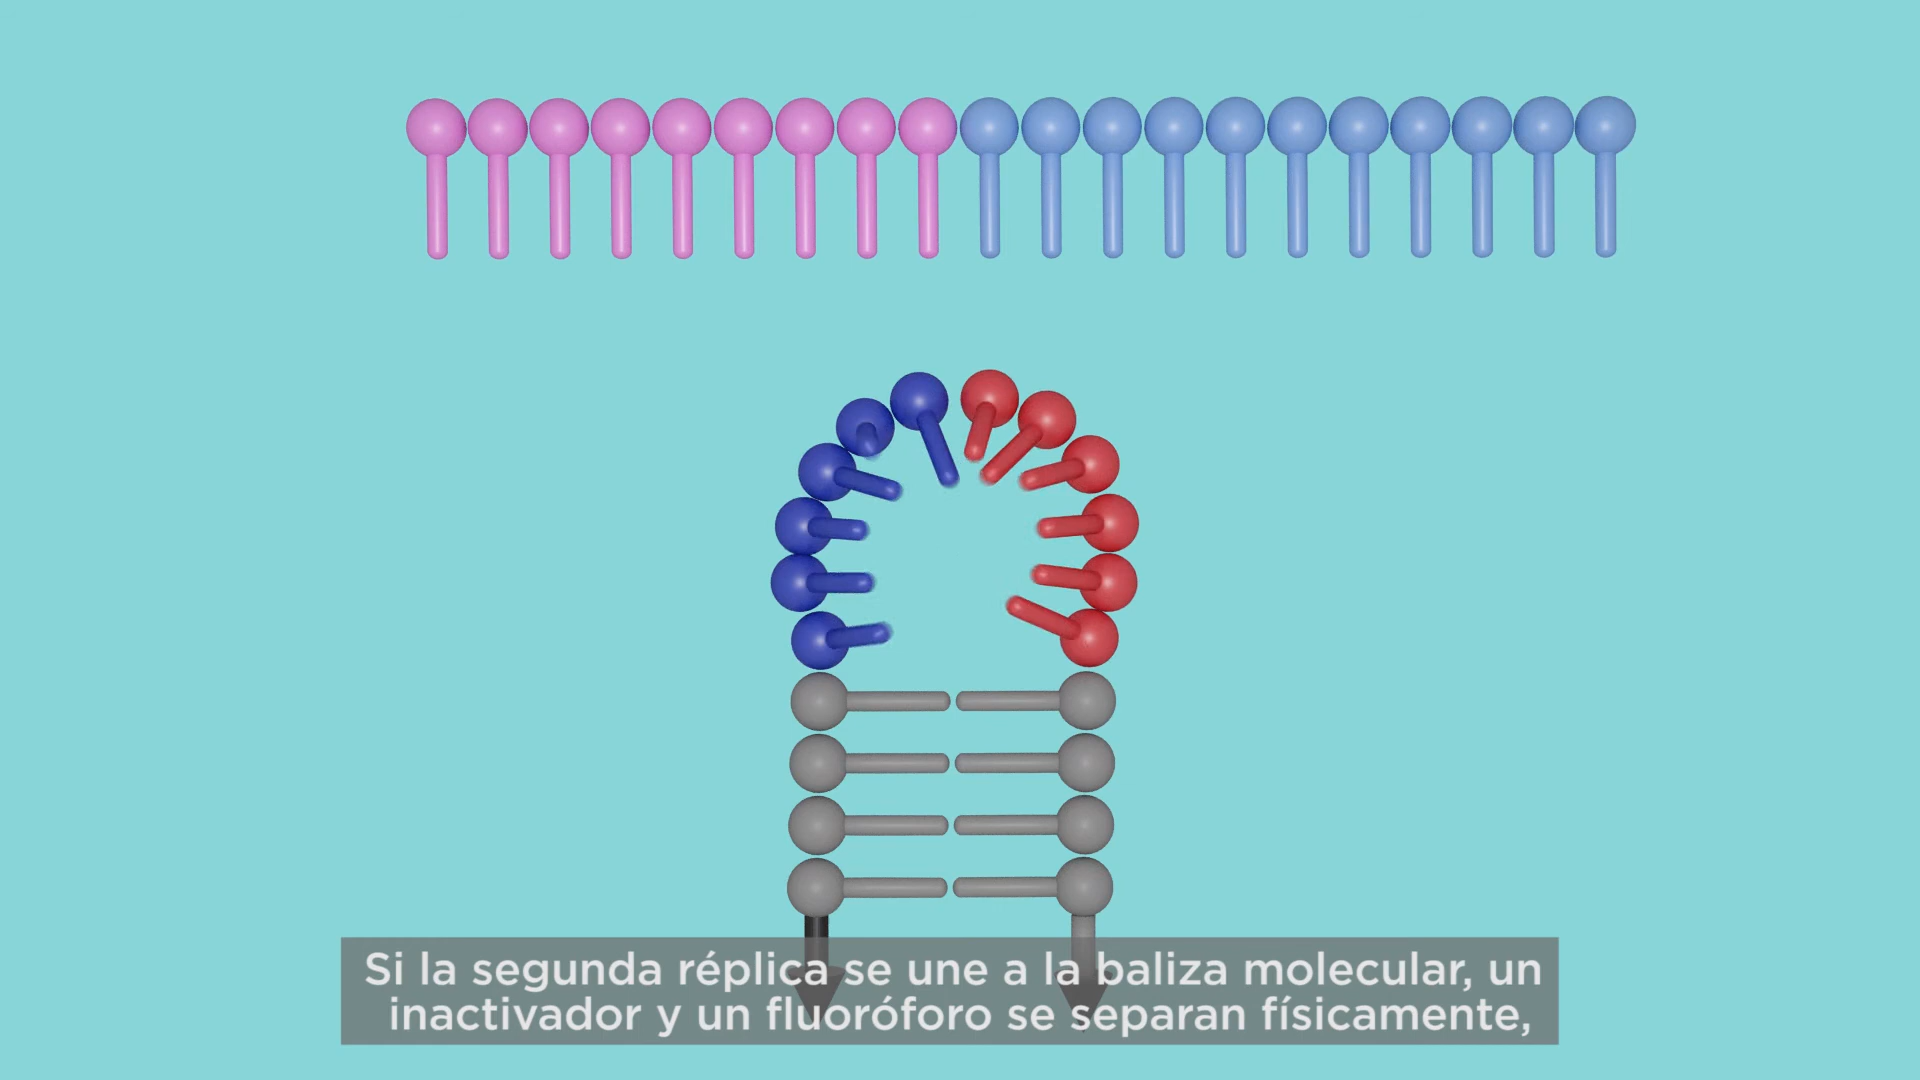 Si la segunda réplica se une a la baliza molecular, un
inactivador y un fluoróforo se separan físicamente,